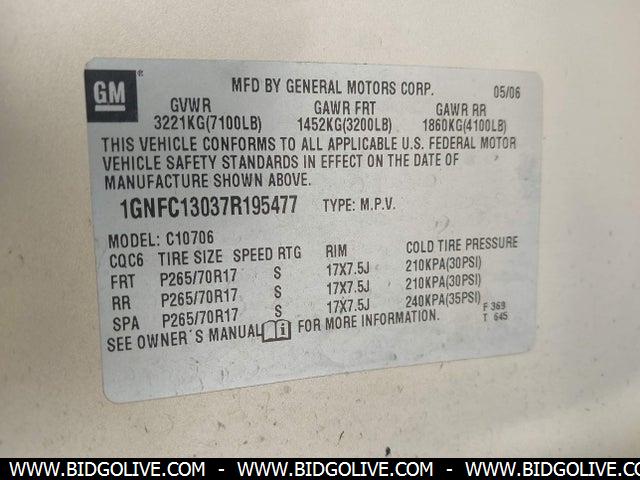 GM ®
MFD BY GENERAL MOTORS CORP. 05/06
GVWR GAWR FRT GAWR RR
3221KG(7100LB) 1452KG(3200LB) 1860KG(4100LB)
THIS VEHICLE CONFORMS TO ALL APPLICABLE U.S. FEDERAL MOTOR
VEHICLE SAFETY STANDARDS IN EFFECT ON THE DATE OF
MANUFACTURE SHOWN ABOVE.
1GNFC13037R195477 TYPE: M.P.V.
MODEL: C10706
CQC6 TIRE SIZE SPEED RTG RIM COLD TIRE PRESSURE
FRT P265/70R17 S 17X7.5J 210KPA(30PSI)
RR P265/70R17 S 17X7.5J 210KPA(30PSI)
SPA P265/70R17 S 17X7.5J 240KPA(35PSI)
SEE OWNER'S MANUAL i FOR MORE INFORMATION.
F 369
T 645
WWW.BIDGOLIVE.COM - WWW.BIDGOLIVE.COM - WWW.BIDGOLIVE.COM